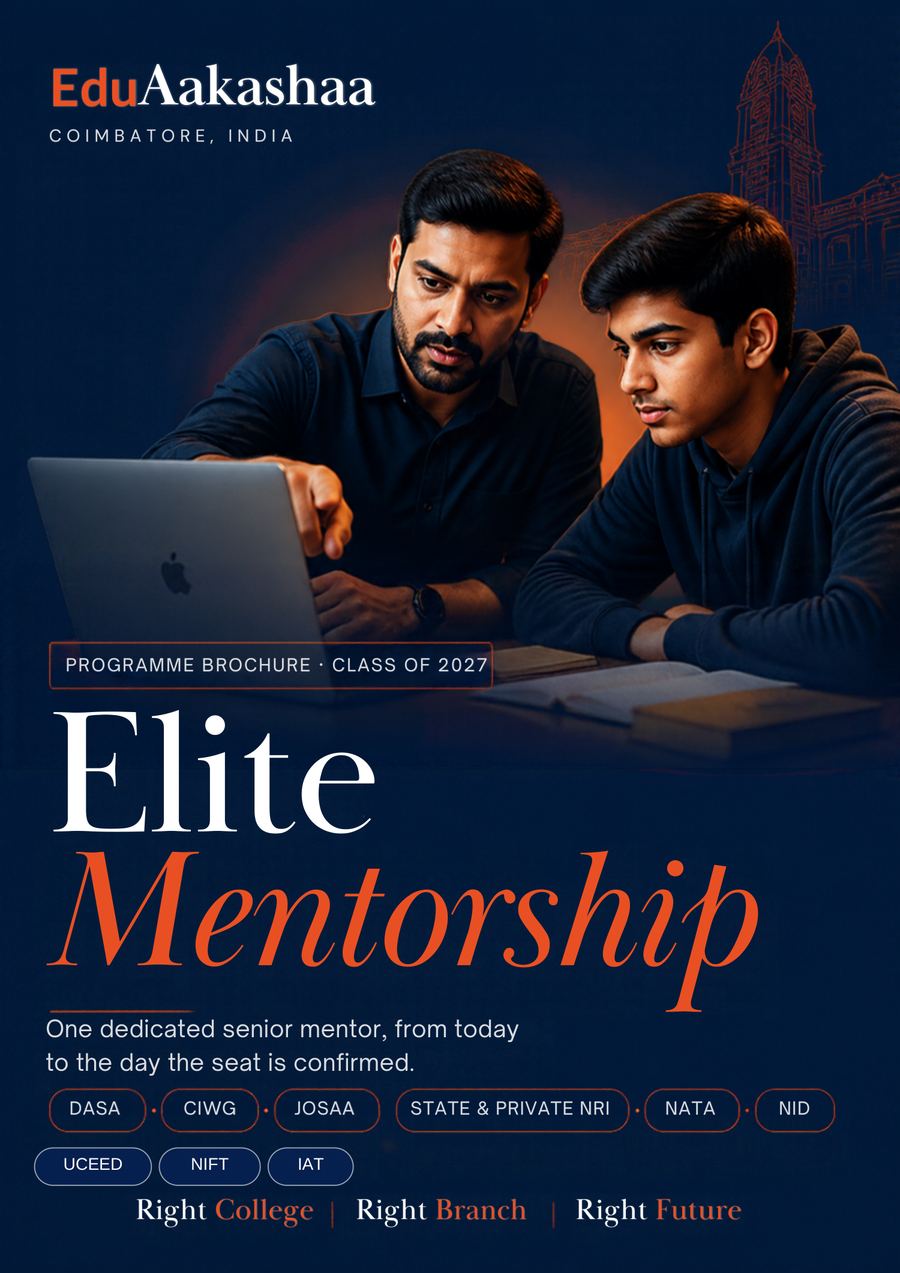 EduAakashaa
COIMBATORE, INDIA
PROGRAMME BROCHURE · CLASS OF 2027
Elite
Mentorship
One dedicated senior mentor, from today
to the day the seat is confirmed.
DASA · CIWG · JOSAA STATE & PRIVATE NRI · NATA · NID
UCEED NIFT IAT
Right College | Right Branch | Right Future